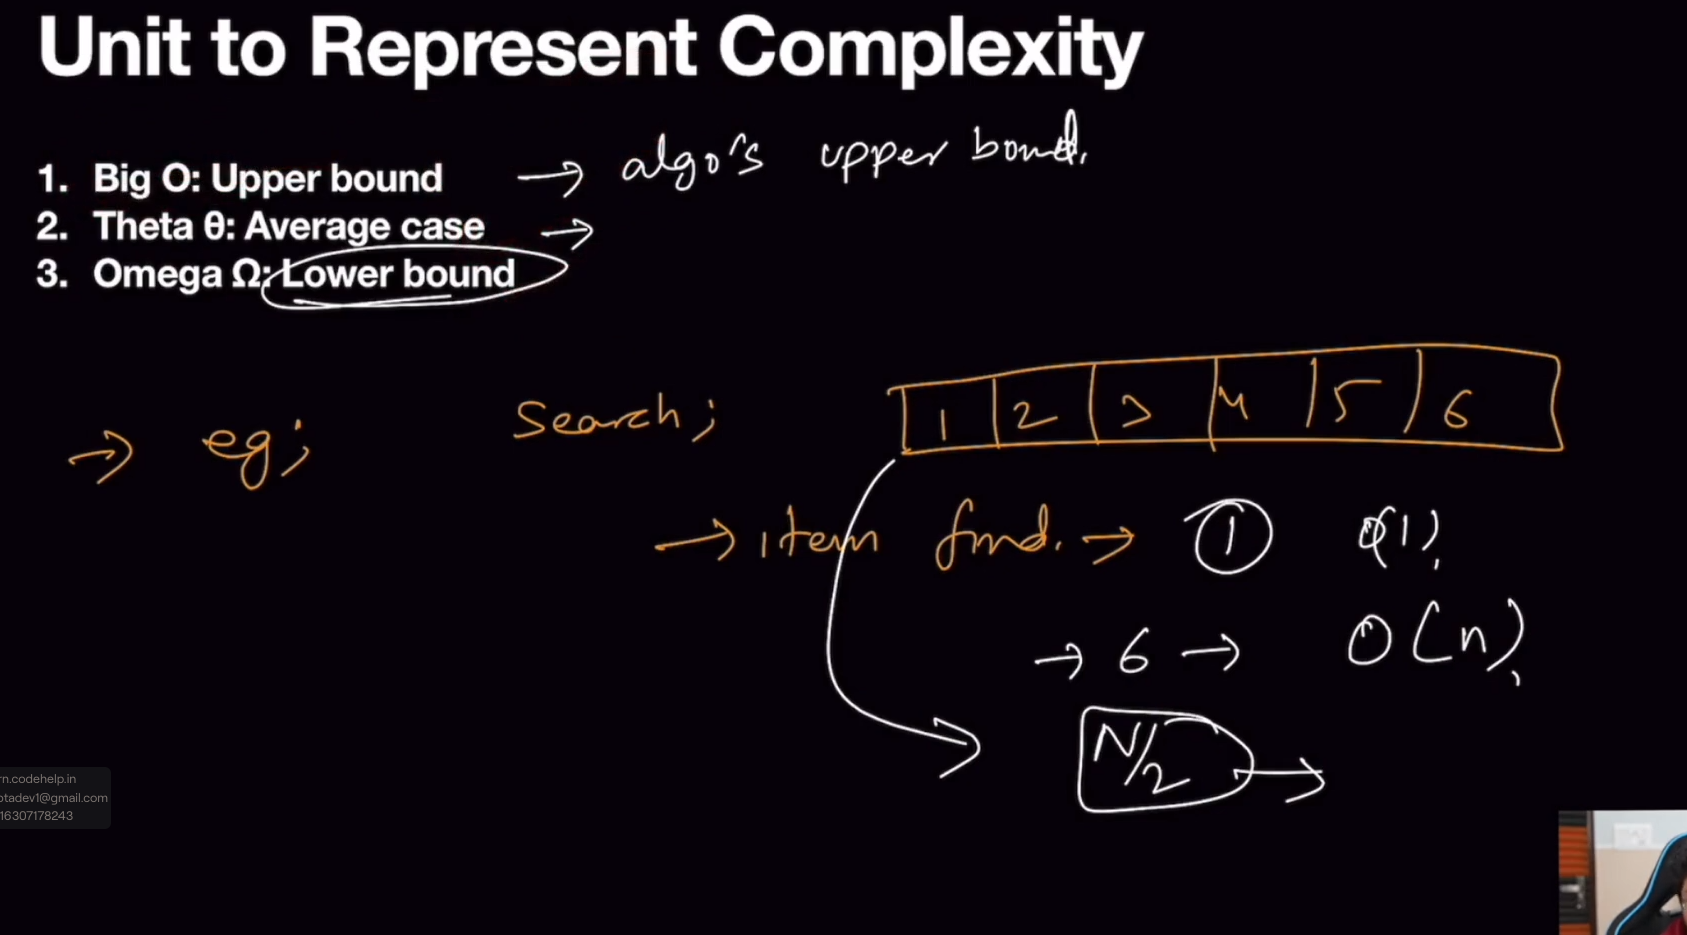 Unit to Represent Complexity
1. Big O: Upper bound → algo's upper bound.
2. Theta θ: Average case →
3. Omega Ω: Lower bound
1 2 3 4 5 6
→ eg; Search;
→ item find. → 1 O(1),
→ 6 → O(n),
N/2 →
rn.codehelp.in
otadev1@gmail.com
16307178243